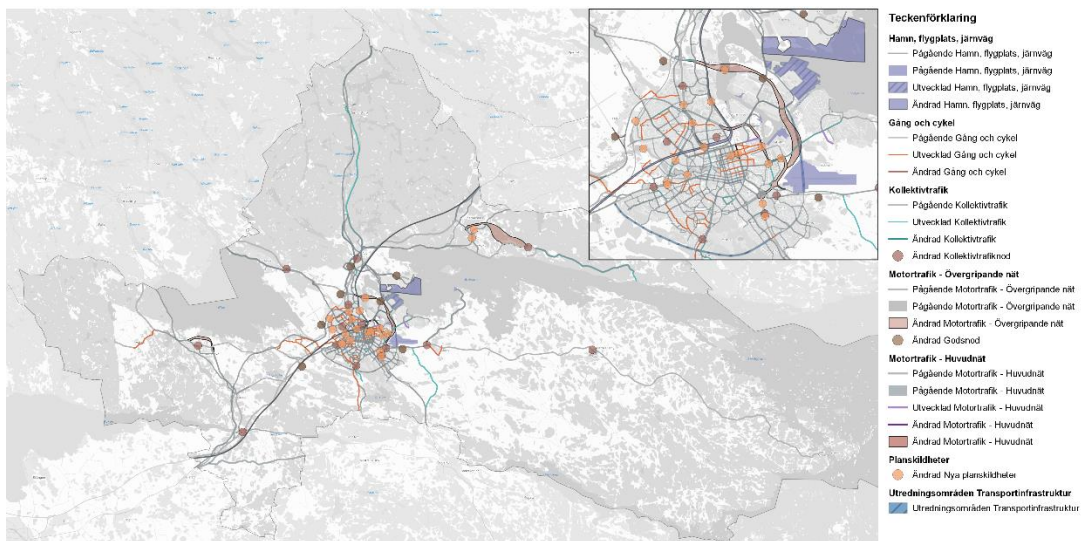 Teckenförklaring
Hamn, flygplats, järnväg
Pågående Hamn, flygplats, järnväg
Pågående Hamn, flygplats, järnväg
Utvecklad Hamn, flygplats, järnväg
Ändrad Hamn, flygplats, järnväg
Gång och cykel
Pågående Gång och cykel
Utvecklad Gång och cykel
Ändrad Gång och cykel
Kollektivtrafik
Pågående Kollektivtrafik
Utvecklad Kollektivtrafik
Ändrad Kollektivtrafik
Ändrad Kollektivtrafiknod
Motortrafik - Övergripande nät
Pågående Motortrafik - Övergripande nät
Pågående Motortrafik - Övergripande nät
Ändrad Motortrafik - Övergripande nät
Ändrad Godsnod
Motortrafik - Huvudnät
Pågående Motortrafik - Huvudnät
Pågående Motortrafik - Huvudnät
Utvecklad Motortrafik - Huvudnät
Ändrad Motortrafik - Huvudnät
Ändrad Motortrafik - Huvudnät
Planskildheter
Ändrad Nya planskildheter
Utredningsområden Transportinfrastruktur
Utredningsområden Transportinfrastruktur